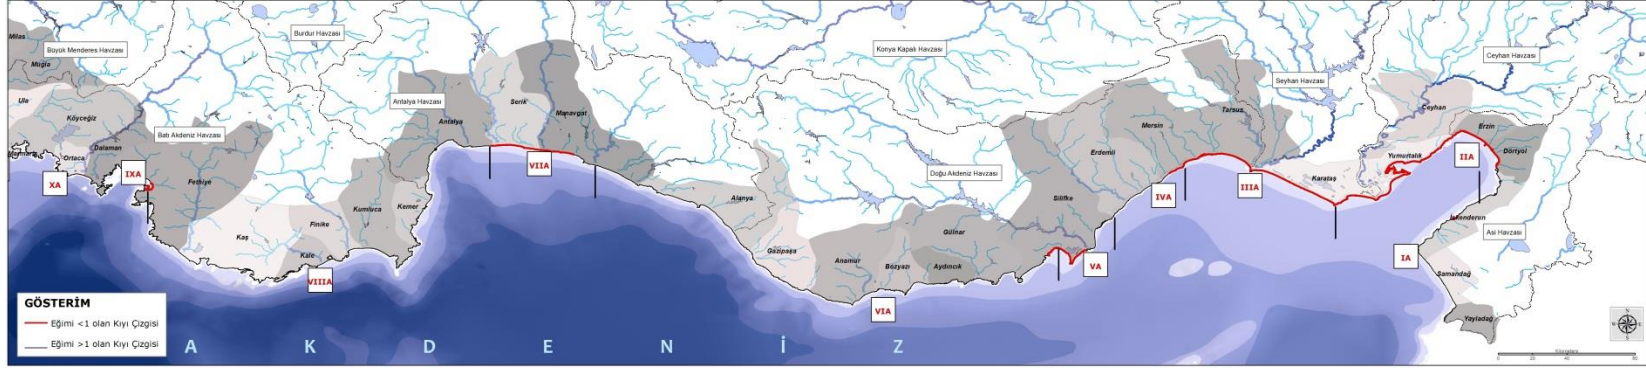 Milas
Muğla
Büyük Menderes Havzası
Burdur Havzası
Konya Kapalı Havzası
Seyhan Havzası
Ceyhan Havzası
Ula
Köyceğiz
Batı Akdeniz Havzası
Antalya Havzası
Antalya
Serik
Manavgat
Mersin
Tarsus
Ceyhan
Erzin
Dörtyol
Ortaca
Dalaman
Fethiye
Erdemli
Yumurtalık
Karataş
XA
IXA
VIIA
Doğu Akdeniz Havzası
IVA
IIIA
IIA
Kaş
Finike
Kumluca
Kemer
Alanya
Silifke
İskenderun
Asi Havzası
Kale
Gazipaşa
Anamur
Bozyazı
Gülnar
Aydıncık
VA
IA
Samandağ
VIIIA
VIA
Yayladağ
GÖSTERİM
Eğimi <1 olan Kıyı Çizgisi
Eğimi >1 olan Kıyı Çizgisi
A K D E N İ Z
N
W E
S
Kilometers